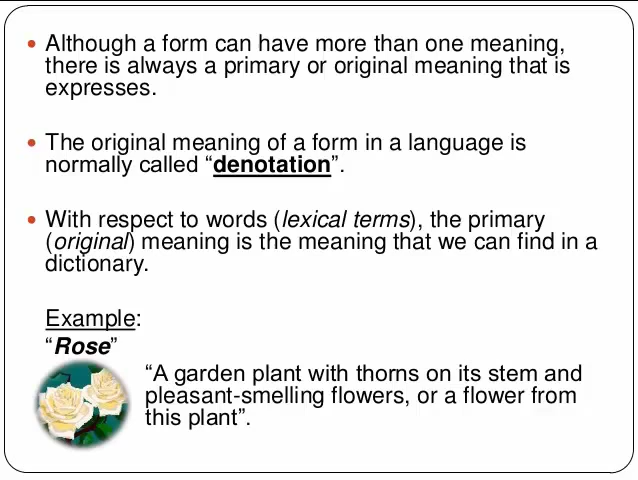 Although a form can have more than one meaning,
there is always a primary or original meaning that is
expresses.
The original meaning of a form in a language is
normally called “denotation”.
With respect to words (lexical terms), the primary
(original) meaning is the meaning that we can find in a
dictionary.
Example:
“Rose”
“A garden plant with thorns on its stem and
pleasant-smelling flowers, or a flower from
this plant”.